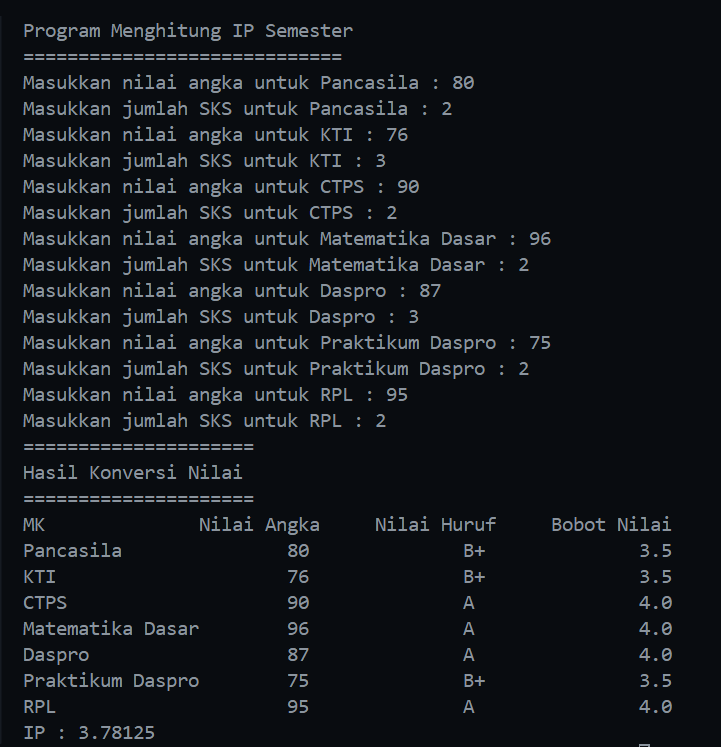 Program Menghitung IP Semester
=============================
Masukkan nilai angka untuk Pancasila : 80
Masukkan jumlah SKS untuk Pancasila : 2
Masukkan nilai angka untuk KTI : 76
Masukkan jumlah SKS untuk KTI : 3
Masukkan nilai angka untuk CTPS : 90
Masukkan jumlah SKS untuk CTPS : 2
Masukkan nilai angka untuk Matematika Dasar : 96
Masukkan jumlah SKS untuk Matematika Dasar : 2
Masukkan nilai angka untuk Daspro : 87
Masukkan jumlah SKS untuk Daspro : 3
Masukkan nilai angka untuk Praktikum Daspro : 75
Masukkan jumlah SKS untuk Praktikum Daspro : 2
Masukkan nilai angka untuk RPL : 95
Masukkan jumlah SKS untuk RPL : 2
=====================
Hasil Konversi Nilai
=====================
MK              Nilai Angka     Nilai Huruf     Bobot Nilai
Pancasila               80              B+              3.5
KTI                     76              B+              3.5
CTPS                    90              A               4.0
Matematika Dasar        96              A               4.0
Daspro                  87              A               4.0
Praktikum Daspro        75              B+              3.5
RPL                     95              A               4.0
IP : 3.78125